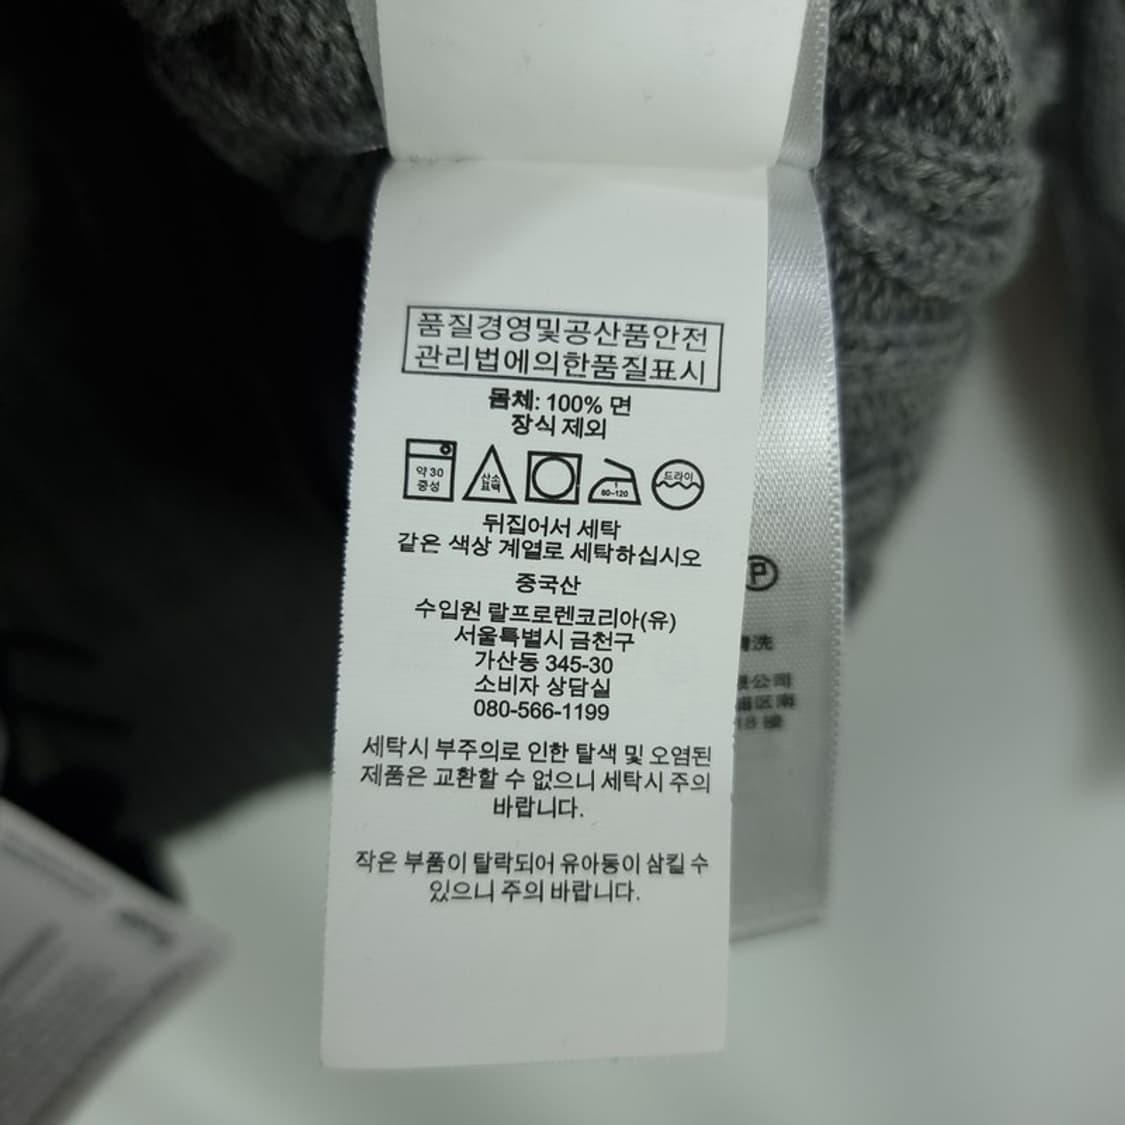 품질경영및공산품안전
관리법에의한품질표시
몸체: 100% 면
장식 제외
약 30
중성
산소
표백
80~120
드라이
뒤집어서 세탁
같은 색상 계열로 세탁하십시오
중국산
수입원 랄프로렌코리아(유)
서울특별시 금천구
가산동 345-30
소비자 상담실
080-566-1199
세탁시 부주의로 인한 탈색 및 오염된
제품은 교환할 수 없으니 세탁시 주의
바랍니다.
작은 부품이 탈락되어 유아동이 삼킬 수
있으니 주의 바랍니다.
P
洗
公司
区南